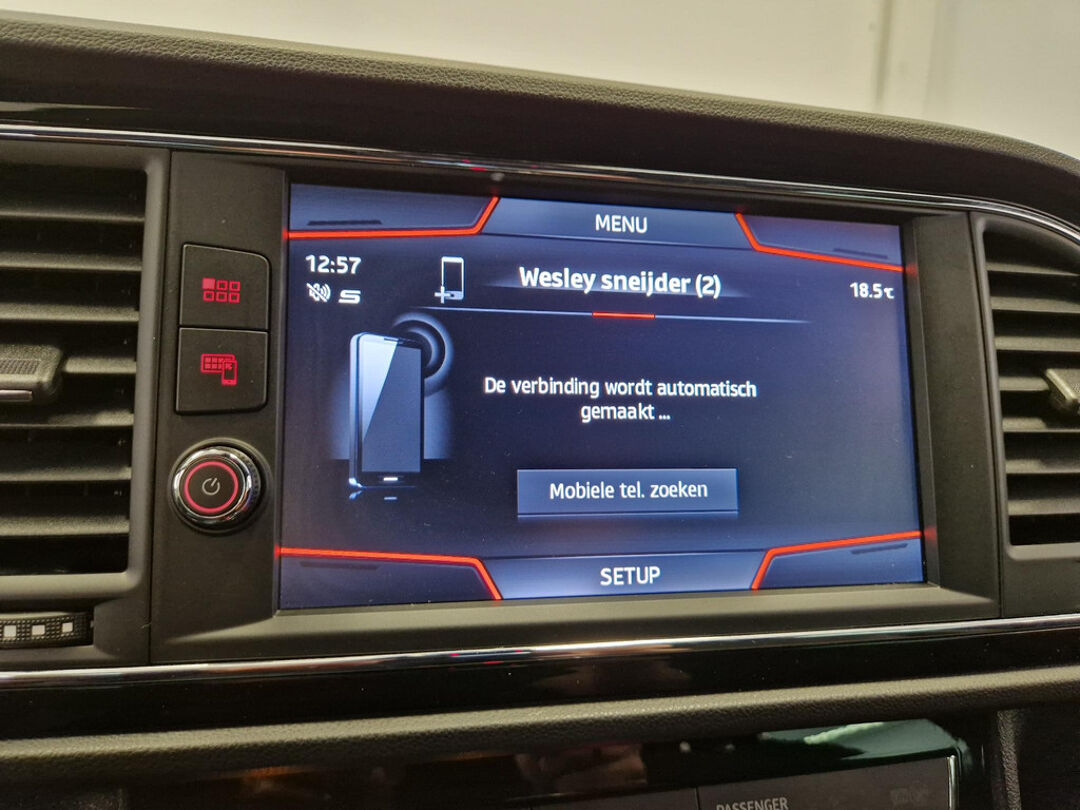 MENU
12:57
Wesley sneijder (2)
18.5°C
De verbinding wordt automatisch
gemaakt ...
Mobiele tel. zoeken
SETUP
PASSENGER